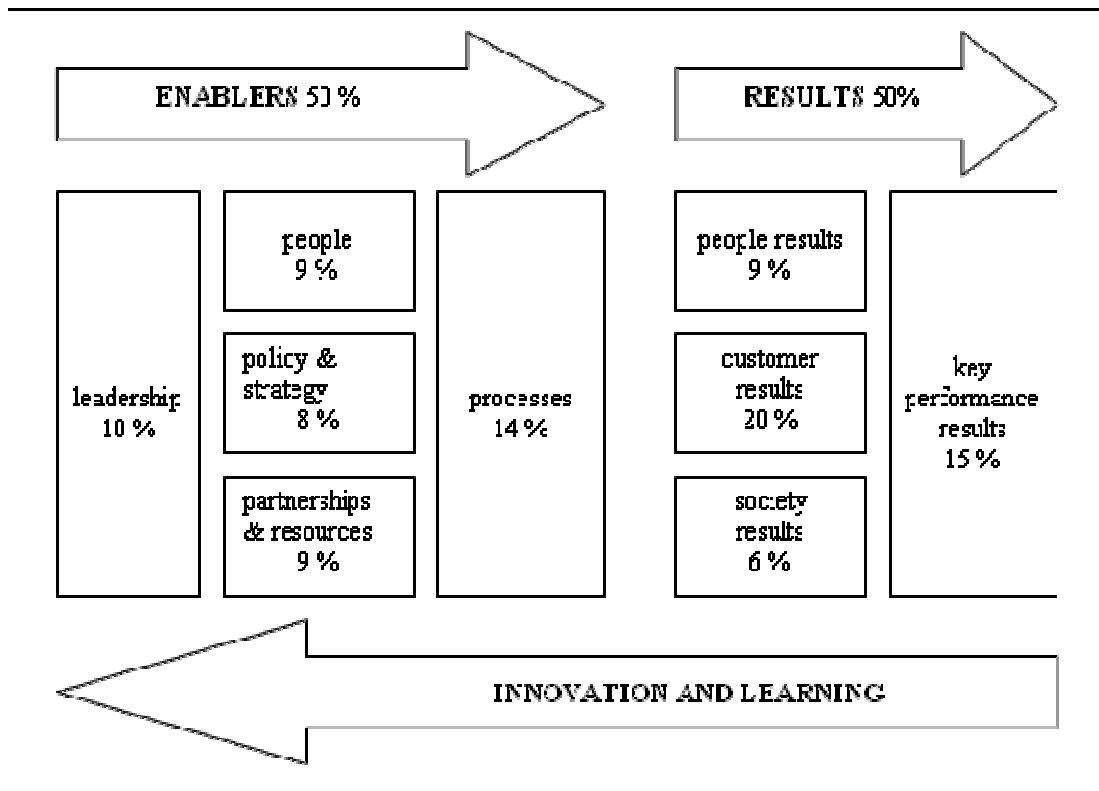 ENABLERS 50 %
RESULTS 50%
leadership
10 %
people
9 %
policy &
strategy
8 %
partnerships
& resources
9 %
processes
14 %
people results
9 %
customer
results
20 %
society
results
6 %
key
performance
results
15 %
INNOVATION AND LEARNING